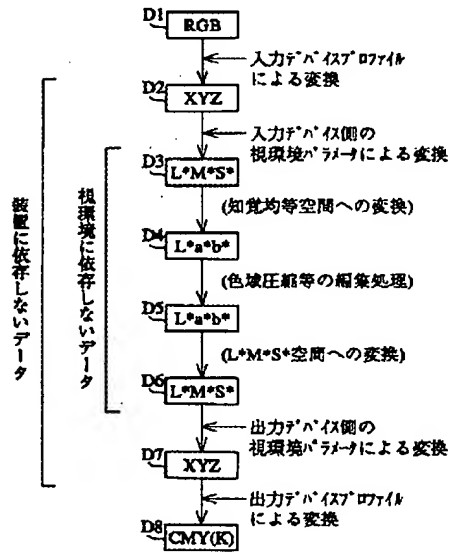 D1
RGB
入力デバイスプロファイル
による変換
D2
XYZ
入力デバイス側の
視環境パラメータによる変換
D3
L*M*S*
(知覚均等空間への変換)
D4
L*a*b*
(色域圧縮等の編集処理)
D5
L*a*b*
(L*M*S*空間への変換)
D6
L*M*S*
出力デバイス側の
視環境パラメータによる変換
D7
XYZ
出力デバイスプロファイル
による変換
D8
CMY(K)
視環境に依存しないデータ
装置に依存しないデータ